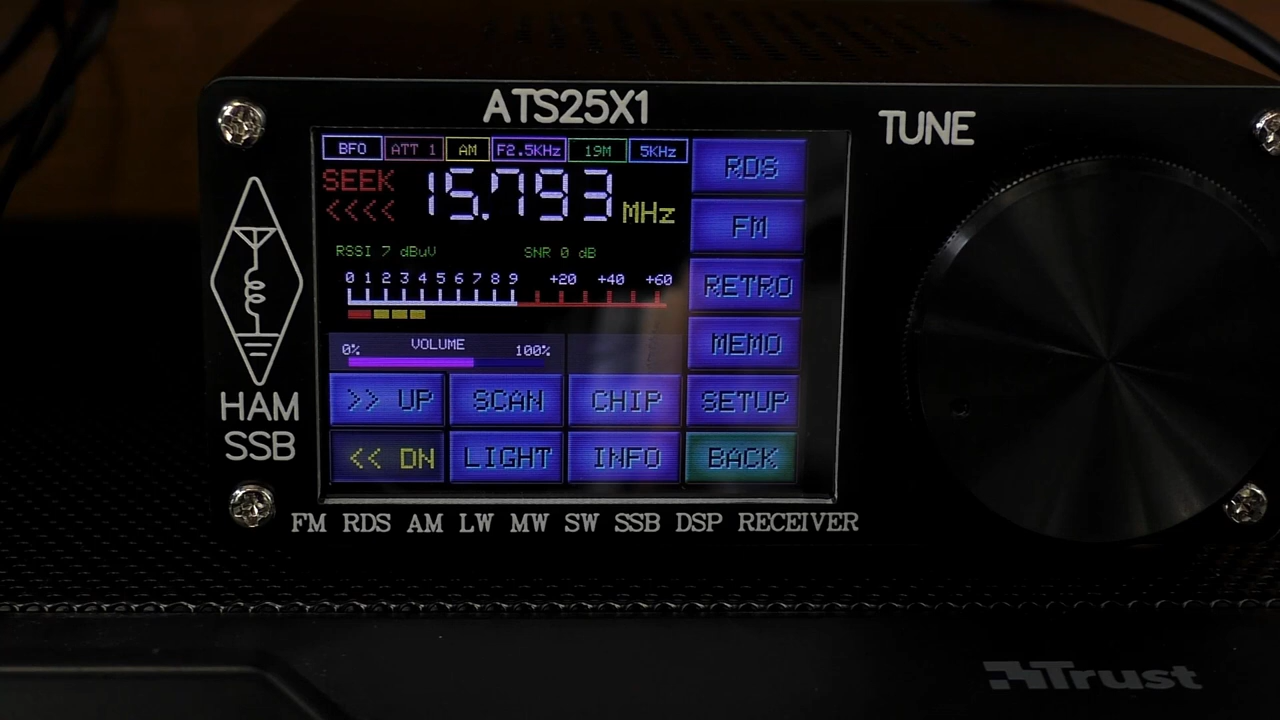 ATS25X1
TUNE
BFO ATT 1 AM F2.5KHz 19M 5KHz
SEEK
<<<<
15.793 MHz
RSSI 7 dBuV SNR 0 dB
0 1 2 3 4 5 6 7 8 9 +20 +40 +60
0% VOLUME 100%
RDS
FM
RETRO
MEMO
>> UP SCAN CHIP SETUP
<< DN LIGHT INFO BACK
HAM
SSB
FM RDS AM LW MW SW SSB DSP RECEIVER
Trust